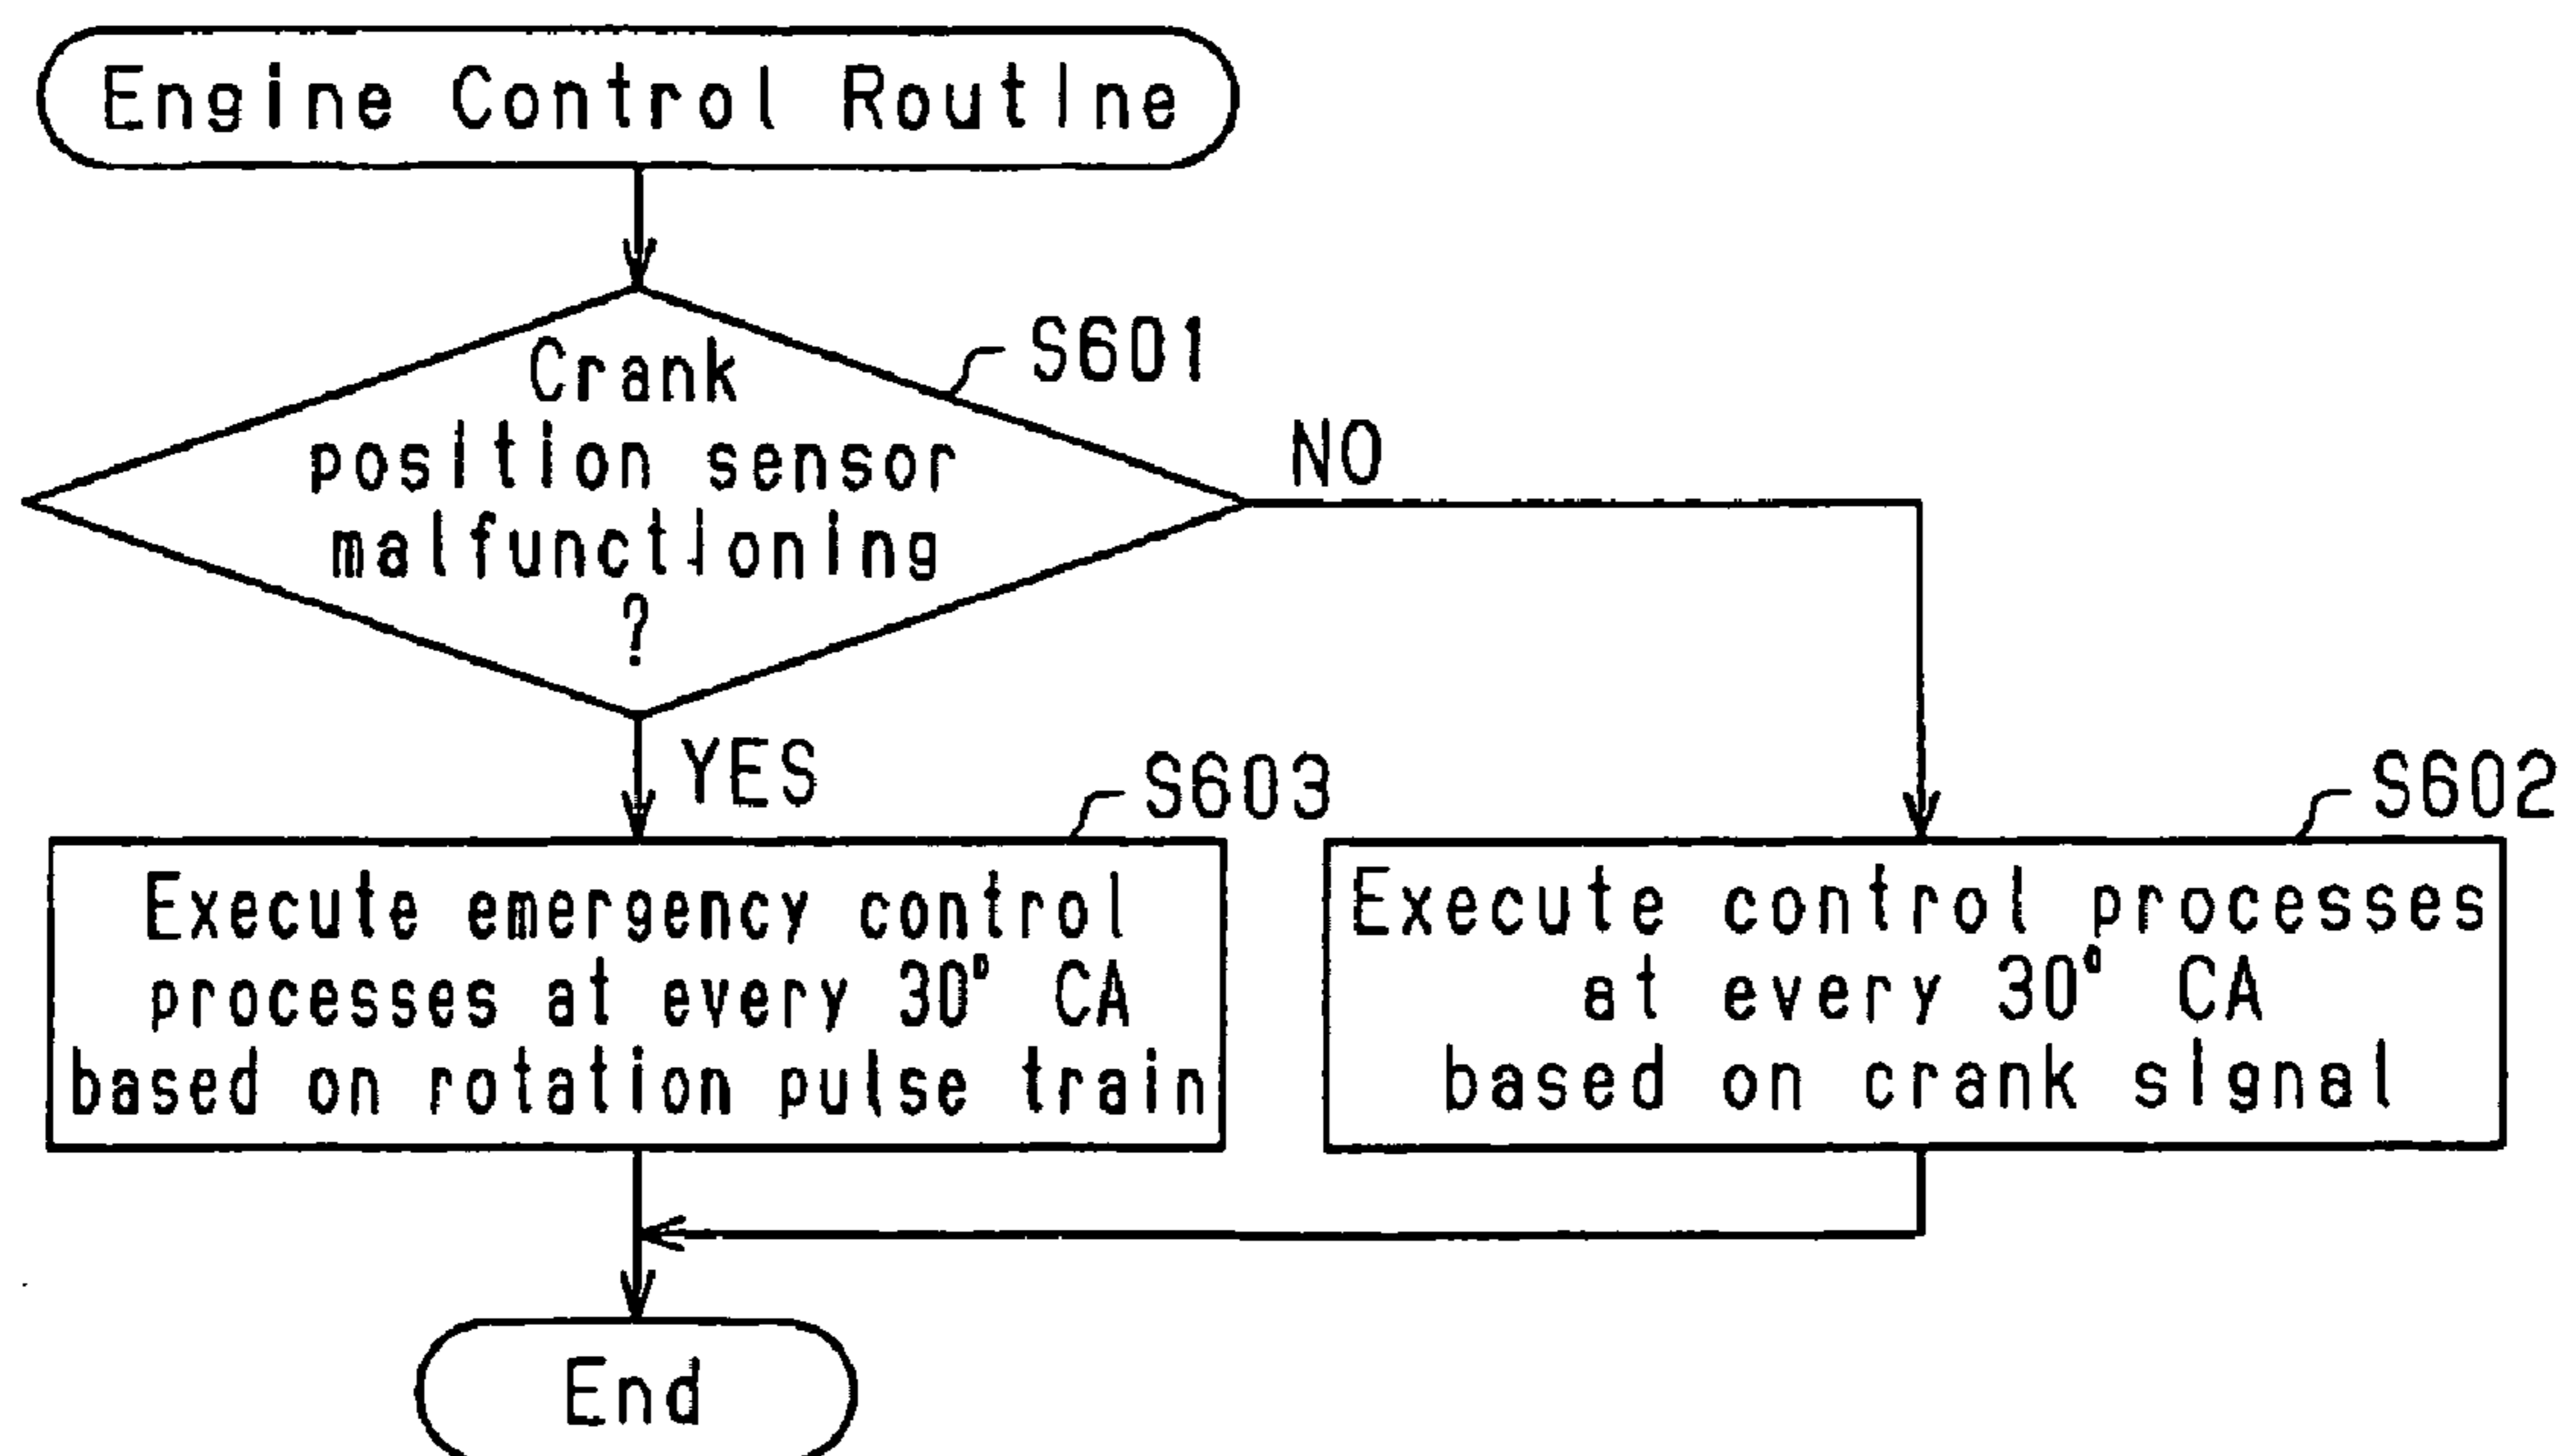 Engine Control Routine
Crank
position sensor
malfunctioning
?
S601
NO
YES
S603
S602
Execute emergency control
processes at every 30° CA
based on rotation pulse train
Execute control processes
at every 30° CA
based on crank signal
End